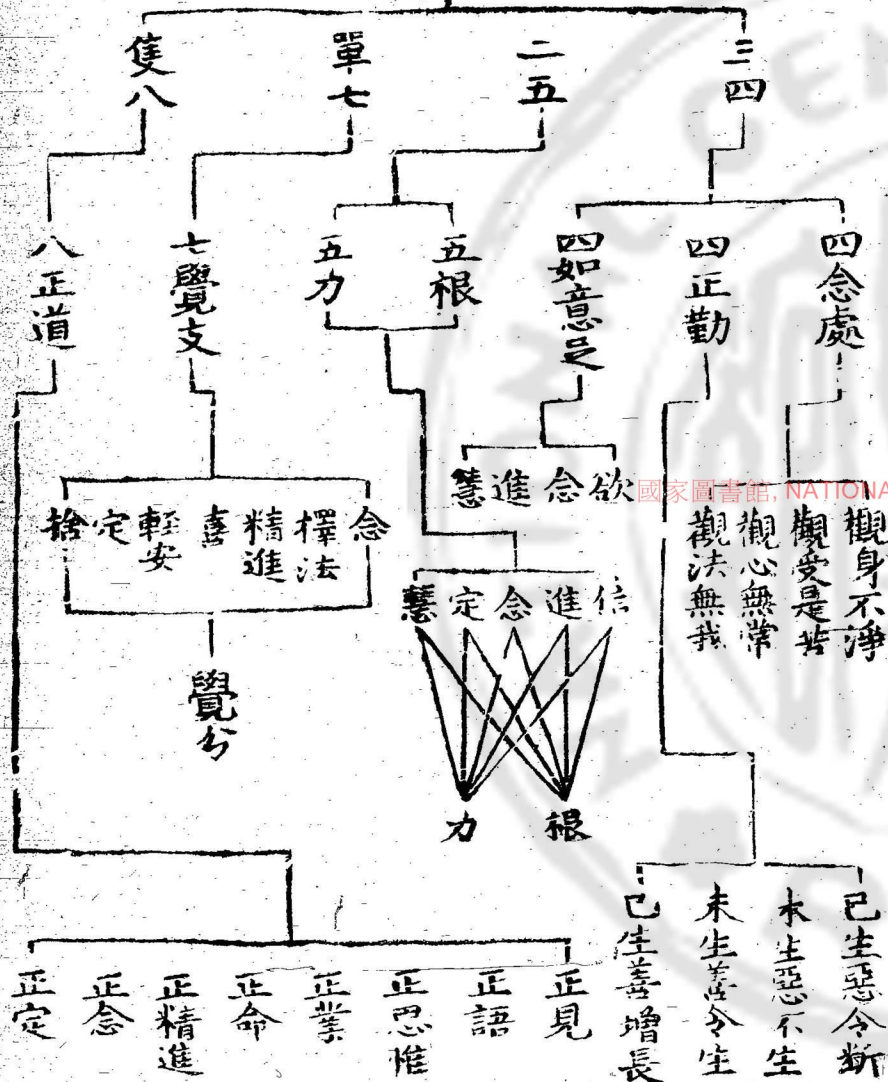 三四
二五
單七
隻八
四念處
四正勤
四如意足
五根
五力
七覺支
八正道
觀身不淨
觀受是苦
觀心無常
觀法無我
欲
念
進
慧
信
進
念
定
慧
根
力
念
擇法
精進
喜
輕安
定
捨
覺分
已生惡令斷
未生惡不生
未生善令生
已生善增長
正見
正語
正思惟
正業
正命
正精進
正念
正定
國家圖書館, NATIONA